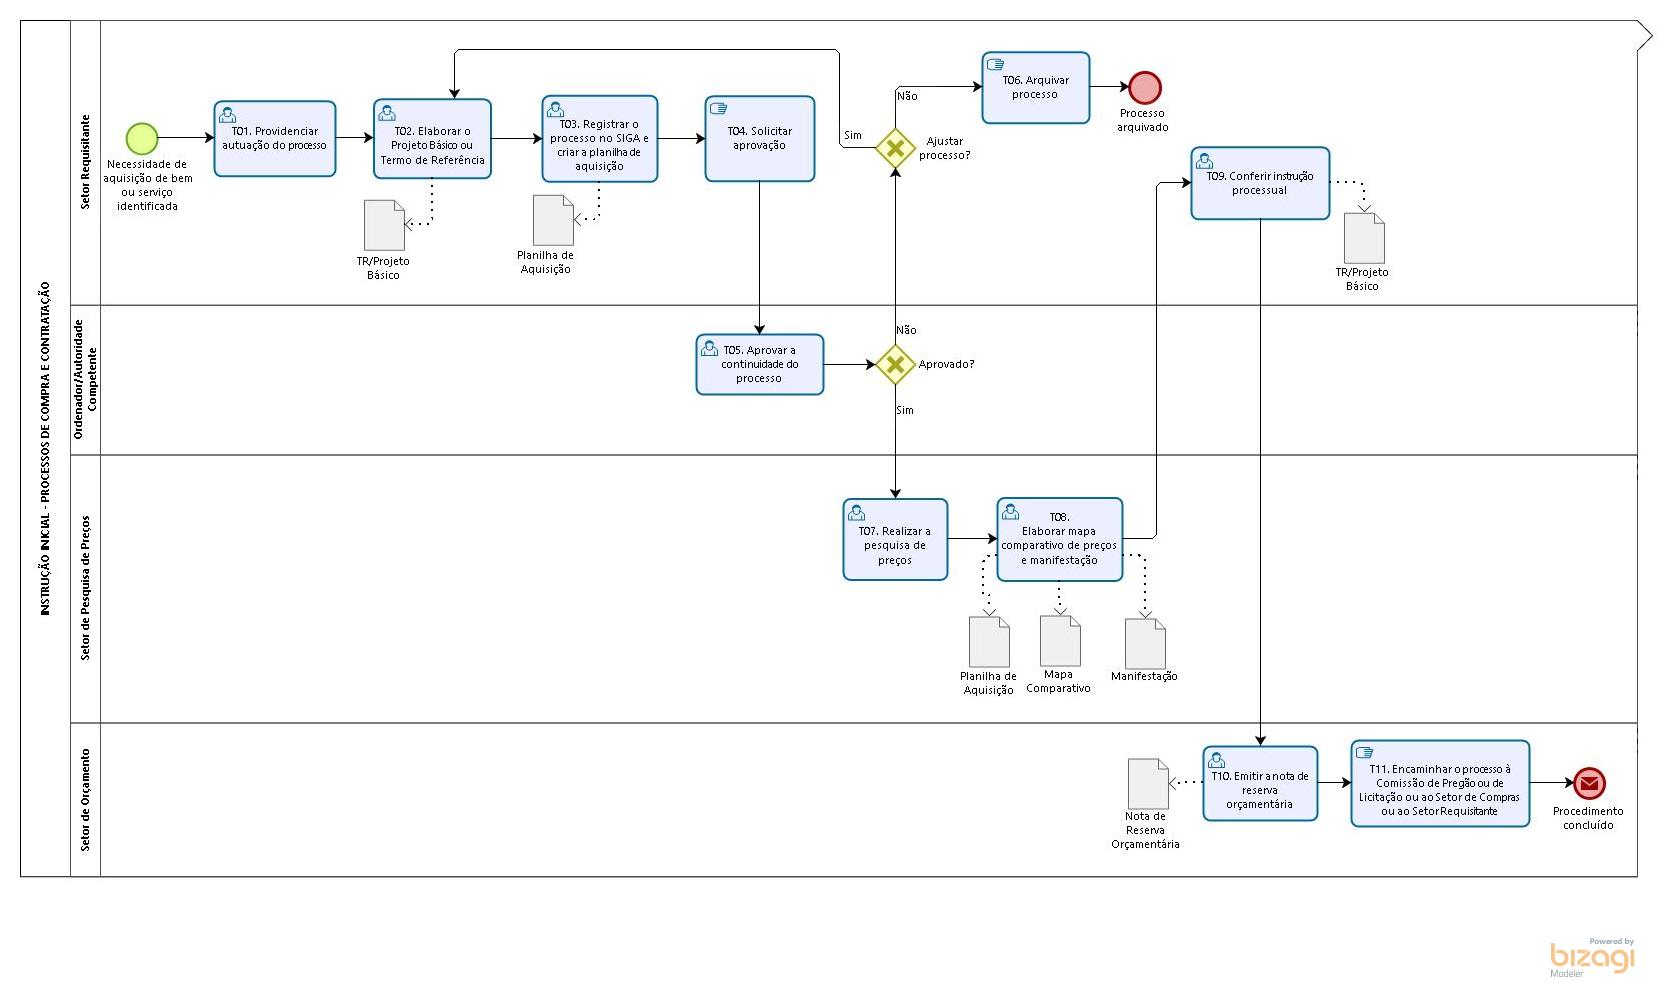 INSTRUÇÃO INICIAL - PROCESSOS DE COMPRA E CONTRATAÇÃO
Setor Requisitante
Necessidade de
aquisição de bem
ou serviço
identificada
T01. Providenciar
autuação do processo
T02. Elaborar o
Projeto Básico ou
Termo de Referência
TR/Projeto
Básico
T03. Registrar o
processo no SIGA e
criar a planilha de
aquisição
Planilha de
Aquisição
T04. Solicitar
aprovação
Sim
Não
Ajustar
processo?
T06. Arquivar
processo
Processo
arquivado
T09. Conferir instrução
processual
TR/Projeto
Básico
Ordenador/Autoridade
Competente
T05. Aprovar a
continuidade do
processo
Não
Aprovado?
Sim
Setor de Pesquisa de Preços
T07. Realizar a
pesquisa de
preços
T08.
Elaborar mapa
comparativo de preços
e manifestação
Planilha de
Aquisição
Mapa
Comparativo
Manifestação
Setor de Orçamento
Nota de
Reserva
Orçamentária
T10. Emitir a nota de
reserva
orçamentária
T11. Encaminhar o processo à
Comissão de Pregão ou de
Licitação ou ao Setor de Compras
ou ao Setor Requisitante
Procedimento
concluído
Powered by
bizagi
Modeler